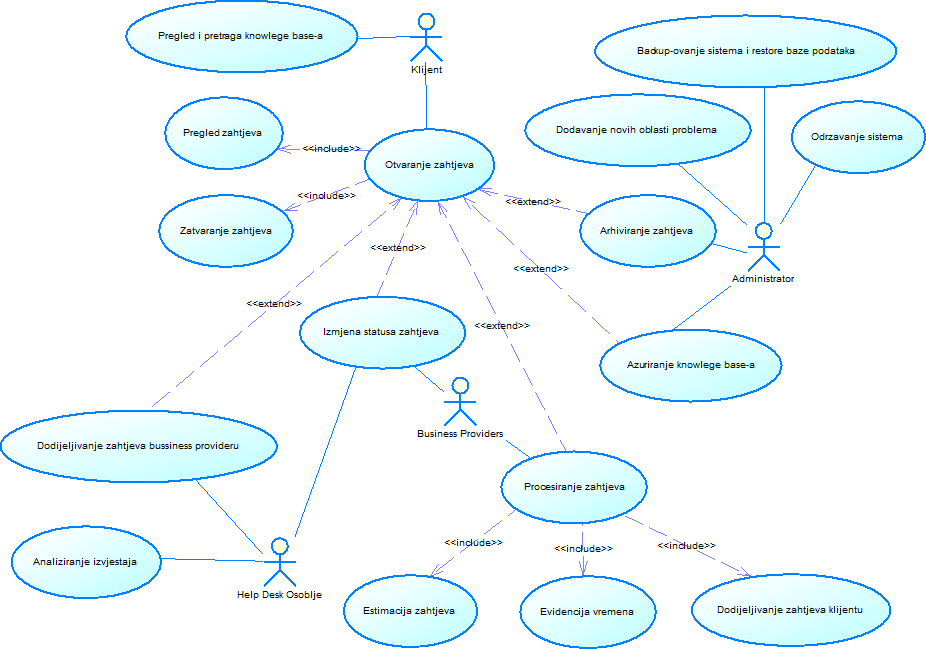 Pregled i pretraga knowlege base-a
Klijent
Backup-ovanje sistema i restore baze podataka
Pregled zahtjeva
<<include>>
Otvaranje zahtjeva
Dodavanje novih oblasti problema
Odrzavanje sistema
<<include>>
<<extend>>
Zatvaranje zahtjeva
Arhiviranje zahtjeva
<<extend>>
<<extend>>
Administrator
<<extend>>
Izmjena statusa zahtjeva
<<extend>>
Azuriranje knowlege base-a
Business Providers
Dodijeljivanje zahtjeva bussiness provideru
Procesiranje zahtjeva
<<include>>
<<include>>
<<include>>
Analiziranje izvjestaja
Help Desk Osoblje
Estimacija zahtjeva
Evidencija vremena
Dodijeljivanje zahtjeva klijentu